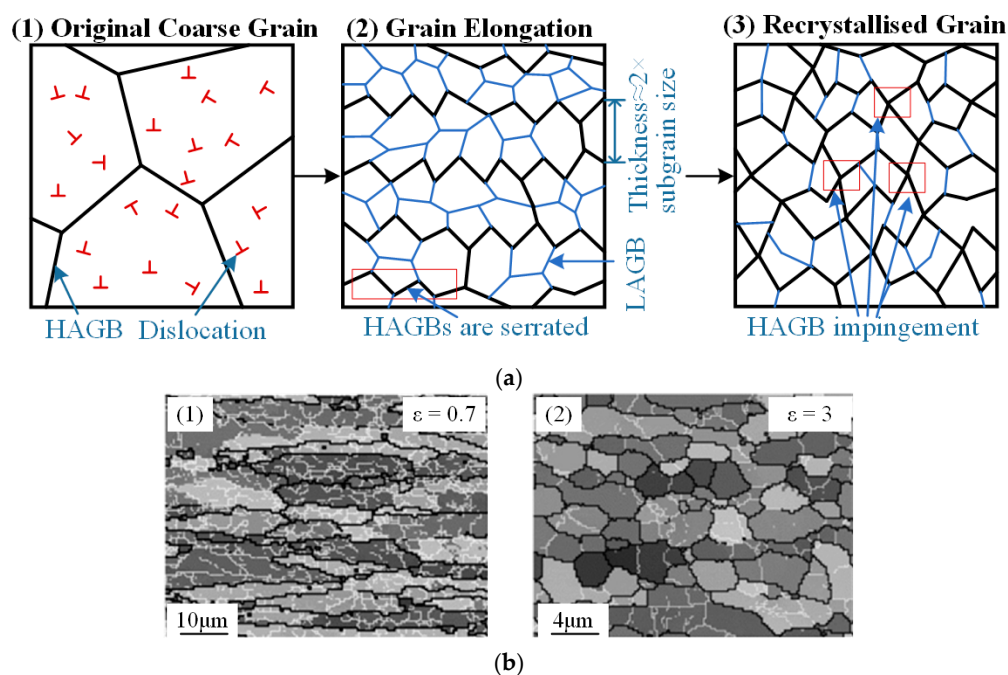 (1) Original Coarse Grain
(2) Grain Elongation
(3) Recrystallised Grain
Thickness≈2×
subgrain size
LAGB
HAGB
Dislocation
HAGBs are serrated
HAGB impingement
(a)
(1)
ε = 0.7
10μm
(2)
ε = 3
4μm
(b)